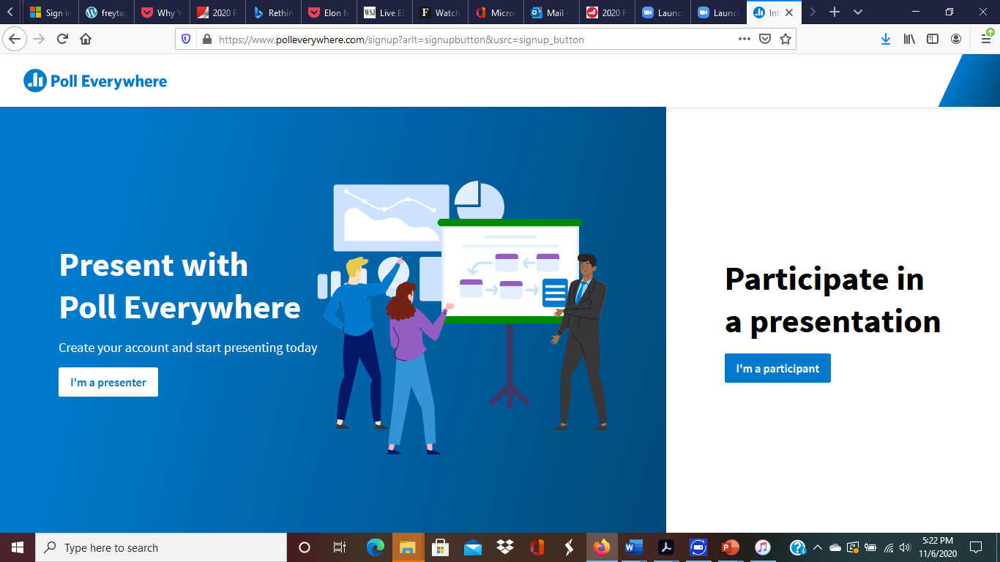 Sign in
freytag
Why Y
2020 F
Rethin
Elon M
WSJ
Live El
F
Watch
Micros
Mail -
2020 F
Launc
Launc
Int
https://www.polleverywhere.com/signup?arlt=signupbutton&usrc=signup_button
Poll Everywhere
Present with
Poll Everywhere
Create your account and start presenting today
I'm a presenter
Participate in
a presentation
I'm a participant
Type here to search
5:22 PM
11/6/2020